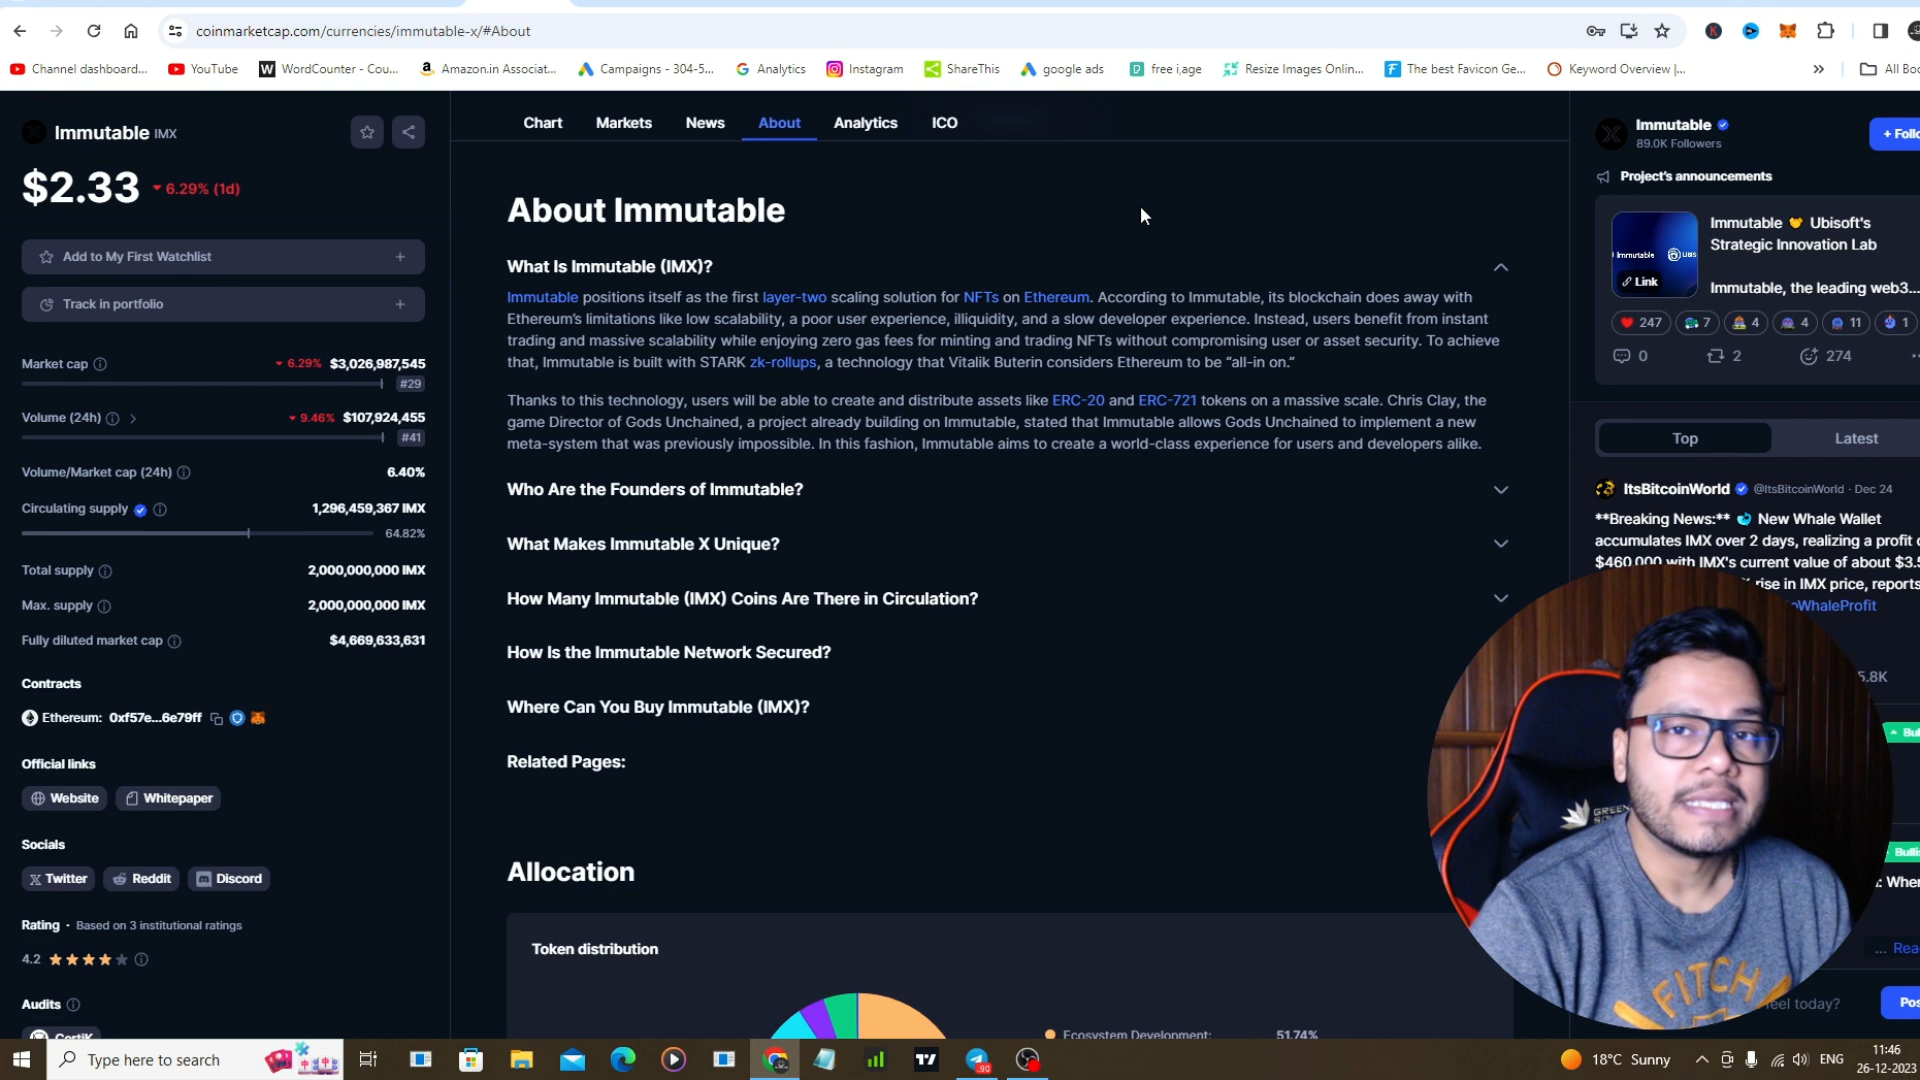 coinmarketcap.com/currencies/immutable-x/#About
Channel dashboard...
YouTube
WordCounter - Cou...
Amazon.in Associat...
Campaigns - 304-5...
Analytics
Instagram
ShareThis
google ads
free i,age
Resize Images Onlin...
The best Favicon Ge...
Keyword Overview |...
»
All Boo
Immutable IMX
$2.33 6.29% (1d)
Add to My First Watchlist +
Track in portfolio +
Market cap 6.29% $3,026,987,545
#29
Volume (24h) 9.46% $107,924,455
#41
Volume/Market cap (24h) 6.40%
Circulating supply 1,296,459,367 IMX
64.82%
Total supply 2,000,000,000 IMX
Max. supply 2,000,000,000 IMX
Fully diluted market cap $4,669,633,631
Contracts
Ethereum: 0xf57e...6e79ff
Official links
Website Whitepaper
Socials
Twitter Reddit Discord
Rating · Based on 3 institutional ratings
4.2
Audits
CertiK
Chart Markets News About Analytics ICO
About Immutable
What Is Immutable (IMX)?
Immutable positions itself as the first layer-two scaling solution for NFTs on Ethereum. According to Immutable, its blockchain does away with
Ethereum's limitations like low scalability, a poor user experience, illiquidity, and a slow developer experience. Instead, users benefit from instant
trading and massive scalability while enjoying zero gas fees for minting and trading NFTs without compromising user or asset security. To achieve
that, Immutable is built with STARK zk-rollups, a technology that Vitalik Buterin considers Ethereum to be “all-in on.”
Thanks to this technology, users will be able to create and distribute assets like ERC-20 and ERC-721 tokens on a massive scale. Chris Clay, the
game Director of Gods Unchained, a project already building on Immutable, stated that Immutable allows Gods Unchained to implement a new
meta-system that was previously impossible. In this fashion, Immutable aims to create a world-class experience for users and developers alike.
Who Are the Founders of Immutable?
What Makes Immutable X Unique?
How Many Immutable (IMX) Coins Are There in Circulation?
How Is the Immutable Network Secured?
Where Can You Buy Immutable (IMX)?
Related Pages:
Allocation
Token distribution
Ecosystem Development: 51.74%
Immutable
89.0K Followers
+ Follo
Project's announcements
Immutable Ubisoft's
Strategic Innovation Lab
Immutable, the leading web3...
Link
247 7 4 4 11 1
0 2 274
Top Latest
ItsBitcoinWorld @ItsBitcoinWorld · Dec 24
**Breaking News:** New Whale Wallet
accumulates IMX over 2 days, realizing a profit o
$460,000 with IMX's current value of about $3.5
rise in IMX price, reports
oWhaleProfit
5.8K
Bul
Bullis
: When
... Rea
feel today?
Pos
GREEN
FITCH
Type here to search
18°C Sunny
ENG
11:46
26-12-2023